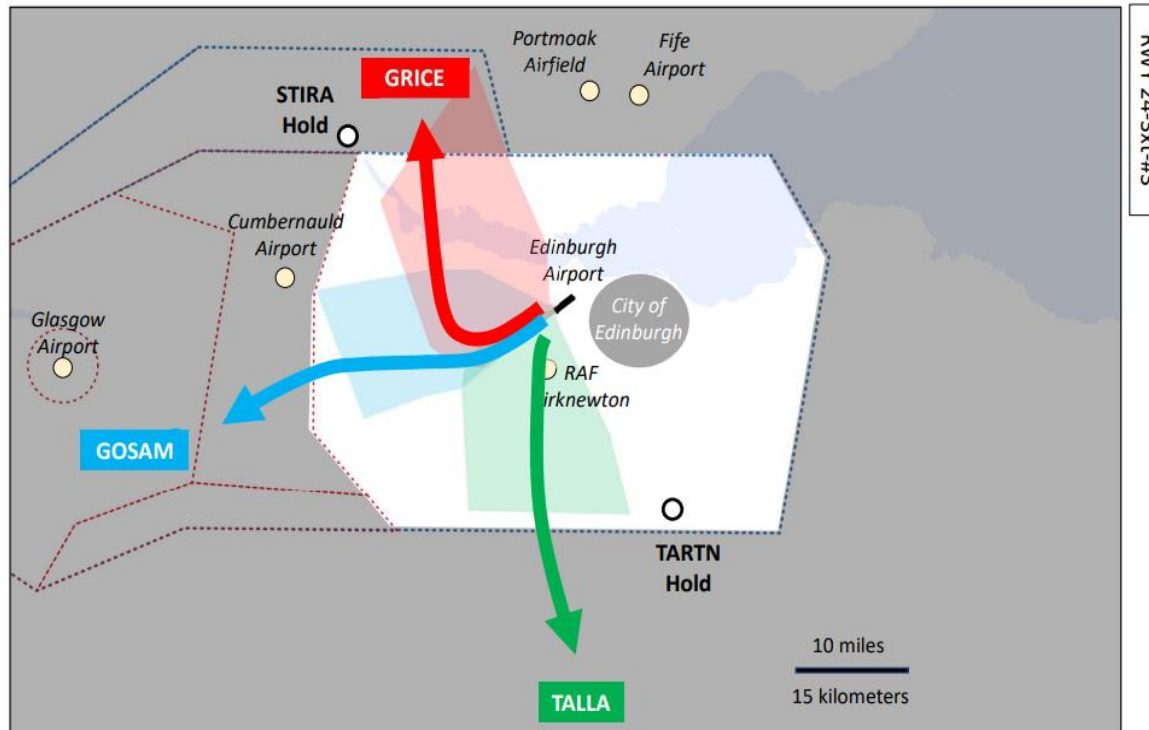 Portmoak
Airfield
Fife
Airport
GRICE
STIRA
Hold
Cumbernauld
Airport
Edinburgh
Airport
City of
Edinburgh
Glasgow
Airport
RAF
irknewton
GOSAM
TARTN
Hold
10 miles
15 kilometers
TALLA